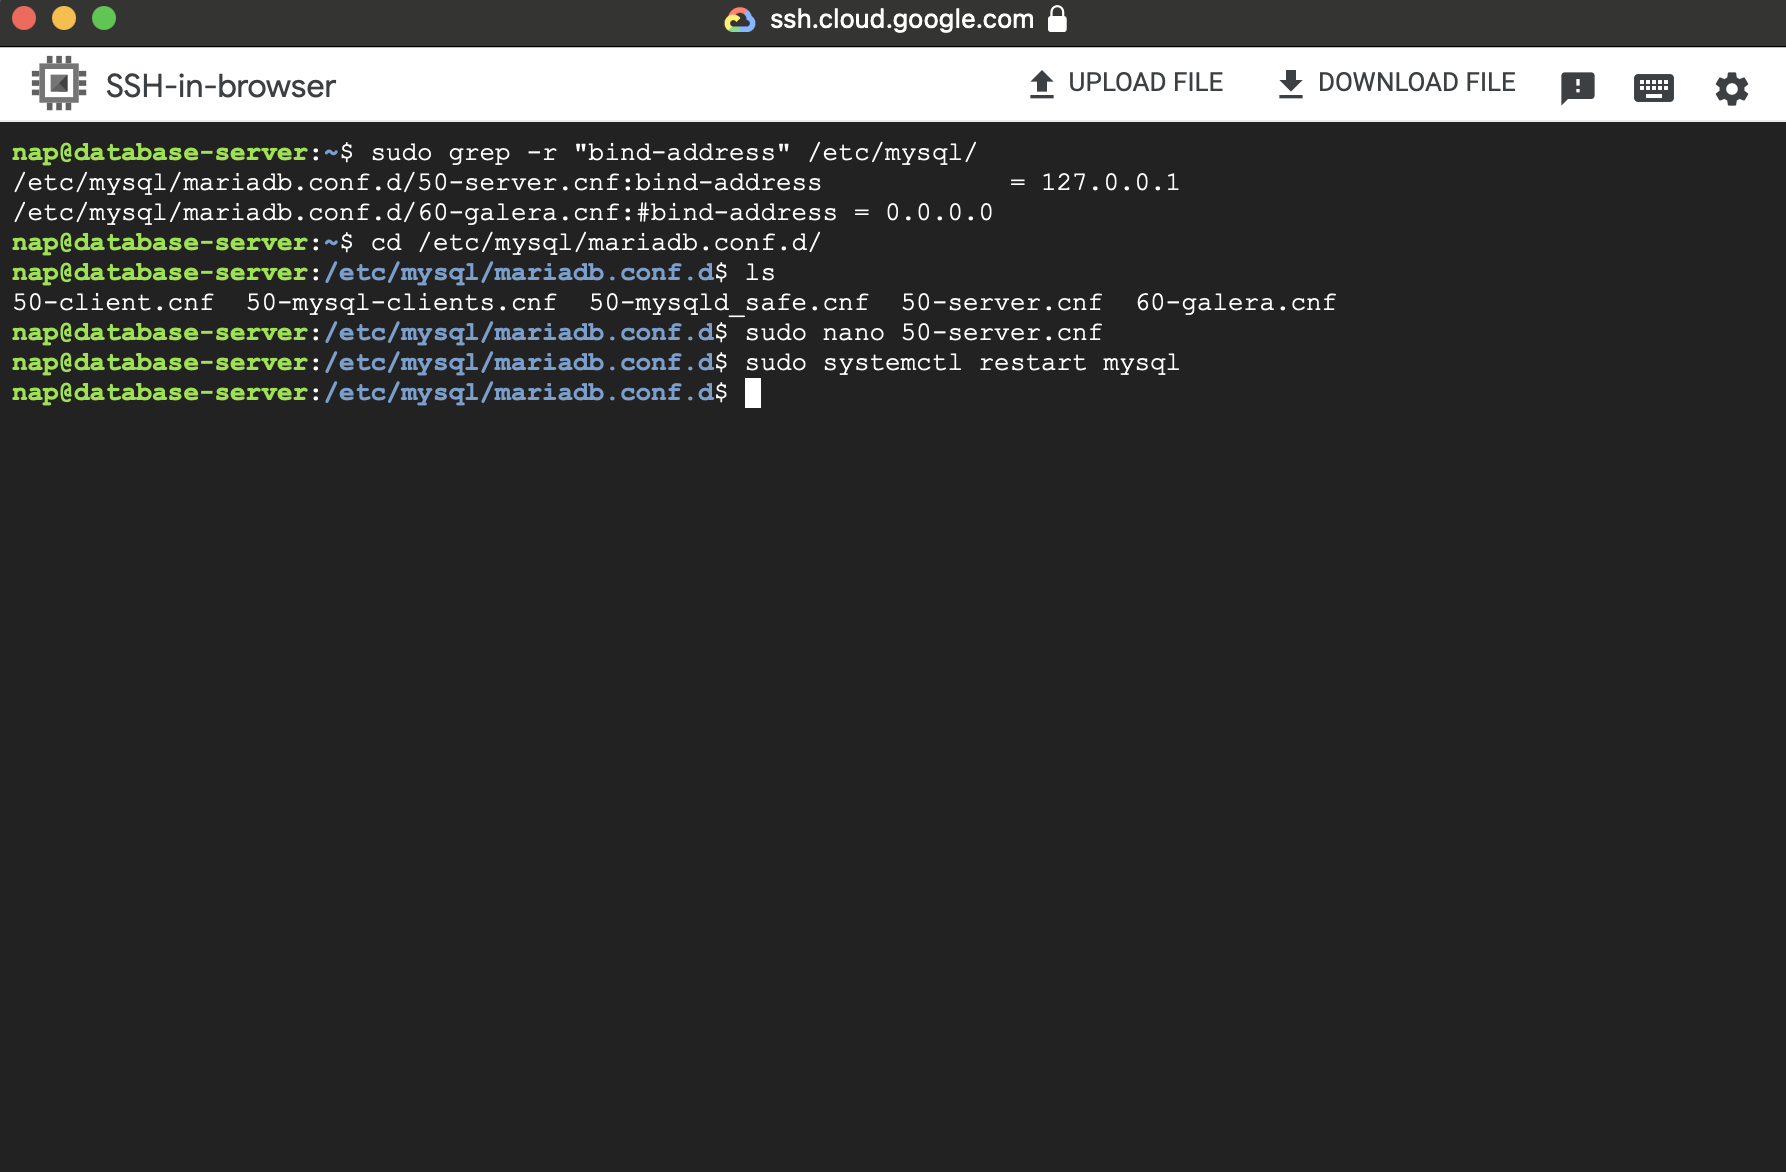 ssh.cloud.google.com
SSH-in-browser
UPLOAD FILE
DOWNLOAD FILE
nap@database-server:~$ sudo grep -r "bind-address" /etc/mysql/
/etc/mysql/mariadb.conf.d/50-server.cnf:bind-address            = 127.0.0.1
/etc/mysql/mariadb.conf.d/60-galera.cnf:#bind-address = 0.0.0.0
nap@database-server:~$ cd /etc/mysql/mariadb.conf.d/
nap@database-server:/etc/mysql/mariadb.conf.d$ ls
50-client.cnf  50-mysql-clients.cnf  50-mysqld_safe.cnf  50-server.cnf  60-galera.cnf
nap@database-server:/etc/mysql/mariadb.conf.d$ sudo nano 50-server.cnf
nap@database-server:/etc/mysql/mariadb.conf.d$ sudo systemctl restart mysql
nap@database-server:/etc/mysql/mariadb.conf.d$